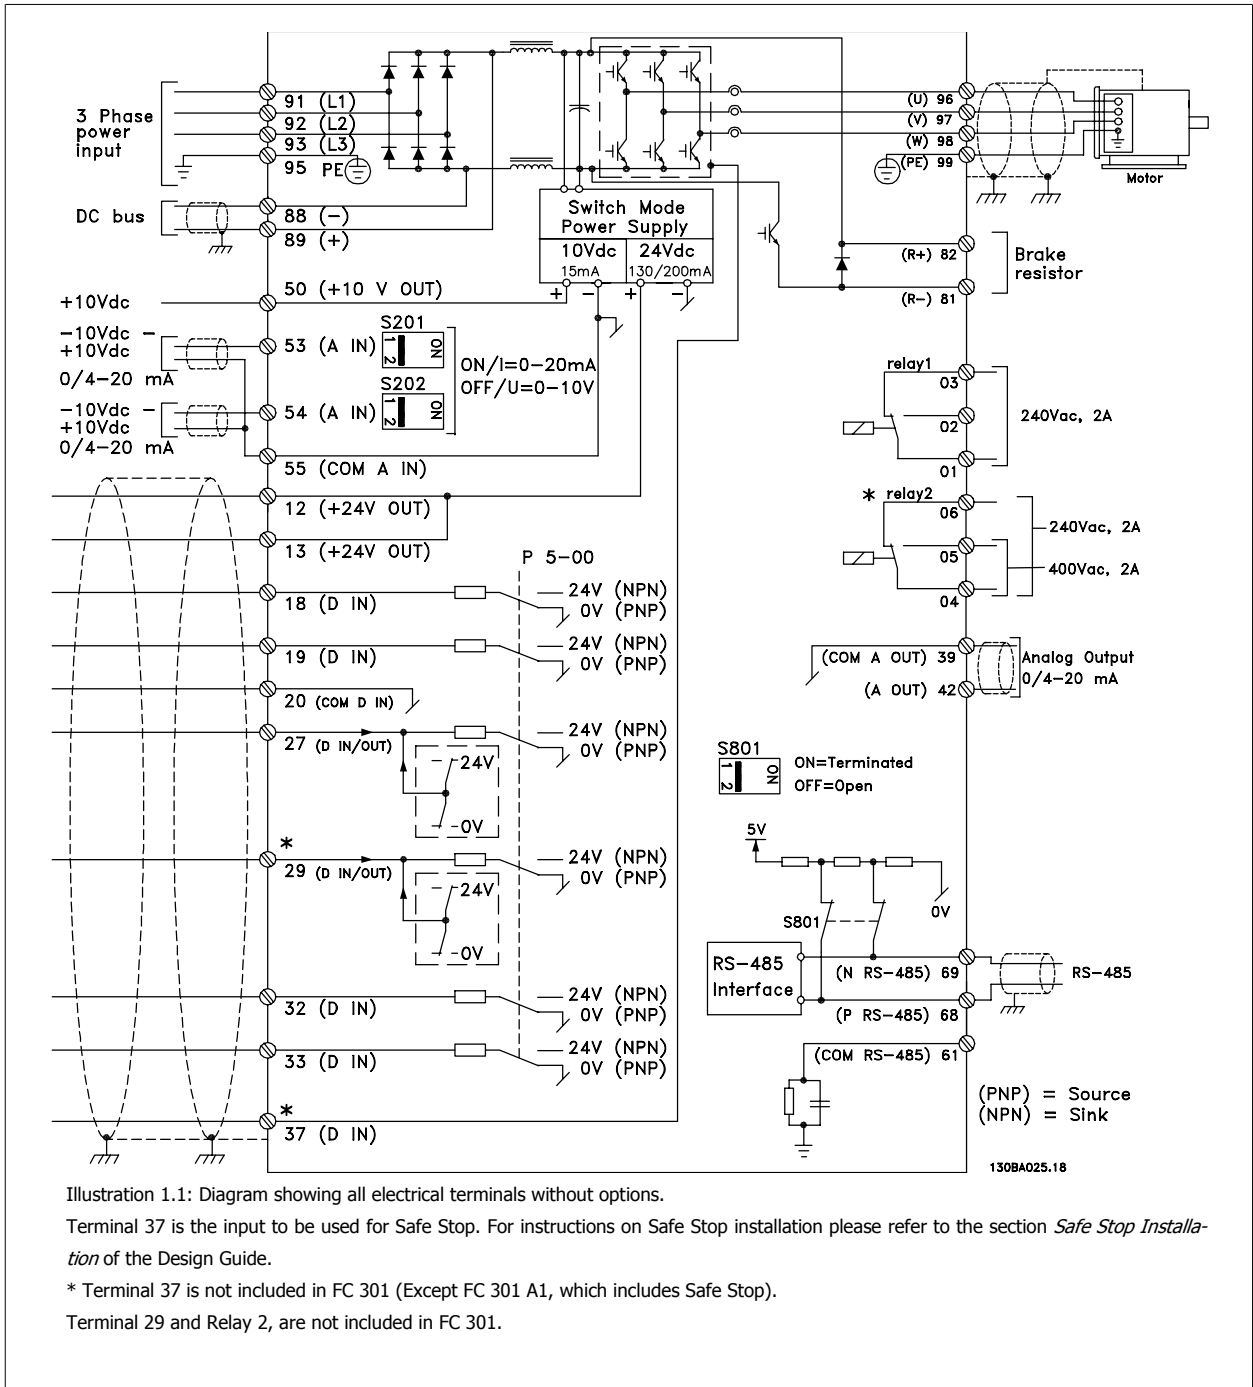 3 Phase
power
input
91 (L1)
92 (L2)
93 (L3)
95 PE
DC bus
88 (−)
89 (+)
+10Vdc
50 (+10 V OUT)
−10Vdc −
+10Vdc
0/4−20 mA
53 (A IN)
S201
1 2
ON
ON/I=0−20mA
OFF/U=0−10V
S202
1 2
ON
−10Vdc −
+10Vdc
0/4−20 mA
54 (A IN)
55 (COM A IN)
12 (+24V OUT)
13 (+24V OUT)
P 5−00
18 (D IN)
24V (NPN)
0V (PNP)
19 (D IN)
24V (NPN)
0V (PNP)
20 (COM D IN)
27 (D IN/OUT)
24V (NPN)
0V (PNP)
24V
0V
*
29 (D IN/OUT)
24V (NPN)
0V (PNP)
24V
0V
32 (D IN)
24V (NPN)
0V (PNP)
33 (D IN)
24V (NPN)
0V (PNP)
*
37 (D IN)
Switch Mode
Power Supply
10Vdc
15mA
24Vdc
130/200mA
+ − + −
(U) 96
(V) 97
(W) 98
(PE) 99
Motor
(R+) 82
(R−) 81
Brake
resistor
relay1
03
02
01
240Vac, 2A
* relay2
06
05
04
240Vac, 2A
400Vac, 2A
(COM A OUT) 39
(A OUT) 42
Analog Output
0/4−20 mA
S801
1 2
ON
ON=Terminated
OFF=Open
5V
0V
S801
RS−485
Interface
(N RS−485) 69
(P RS−485) 68
RS−485
(COM RS−485) 61
(PNP) = Source
(NPN) = Sink
130BA025.18
Illustration 1.1: Diagram showing all electrical terminals without options.
Terminal 37 is the input to be used for Safe Stop. For instructions on Safe Stop installation please refer to the section Safe Stop Installa-
tion of the Design Guide.
* Terminal 37 is not included in FC 301 (Except FC 301 A1, which includes Safe Stop).
Terminal 29 and Relay 2, are not included in FC 301.